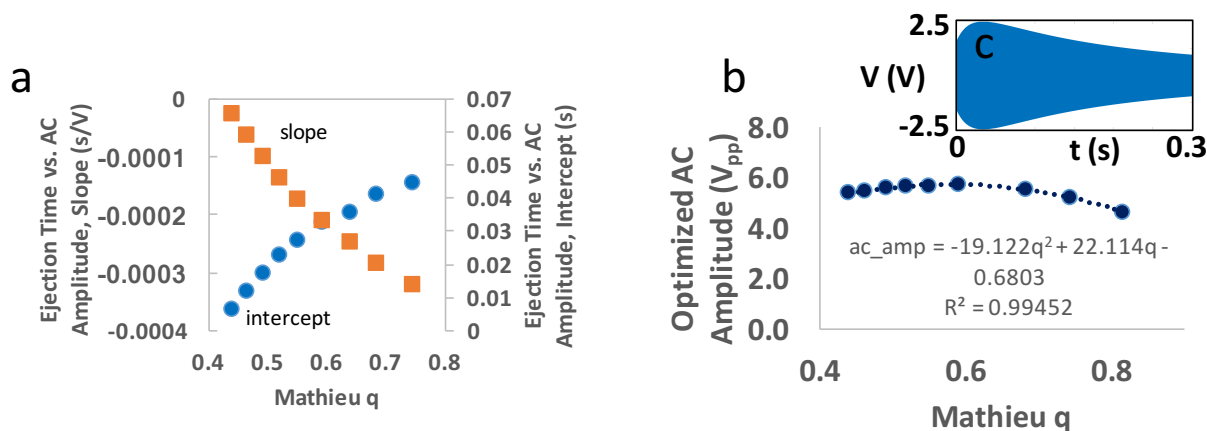 a
Ejection Time vs. AC
Amplitude, Slope (s/V)
0
-0.0001
-0.0002
-0.0003
-0.0004
slope
intercept
0.07
0.06
0.05
0.04
0.03
0.02
0.01
0
Ejection Time vs. AC
Amplitude, Intercept (s)
0.4 0.5 0.6 0.7 0.8
Mathieu q
b
2.5
C
V (V)
-2.5
0 0.3
t (s)
Optimized AC
Amplitude (Vpp)
8.0
6.0
4.0
2.0
0.0
ac_amp = -19.122q² + 22.114q -
0.6803
R² = 0.99452
0.4 0.6 0.8
Mathieu q